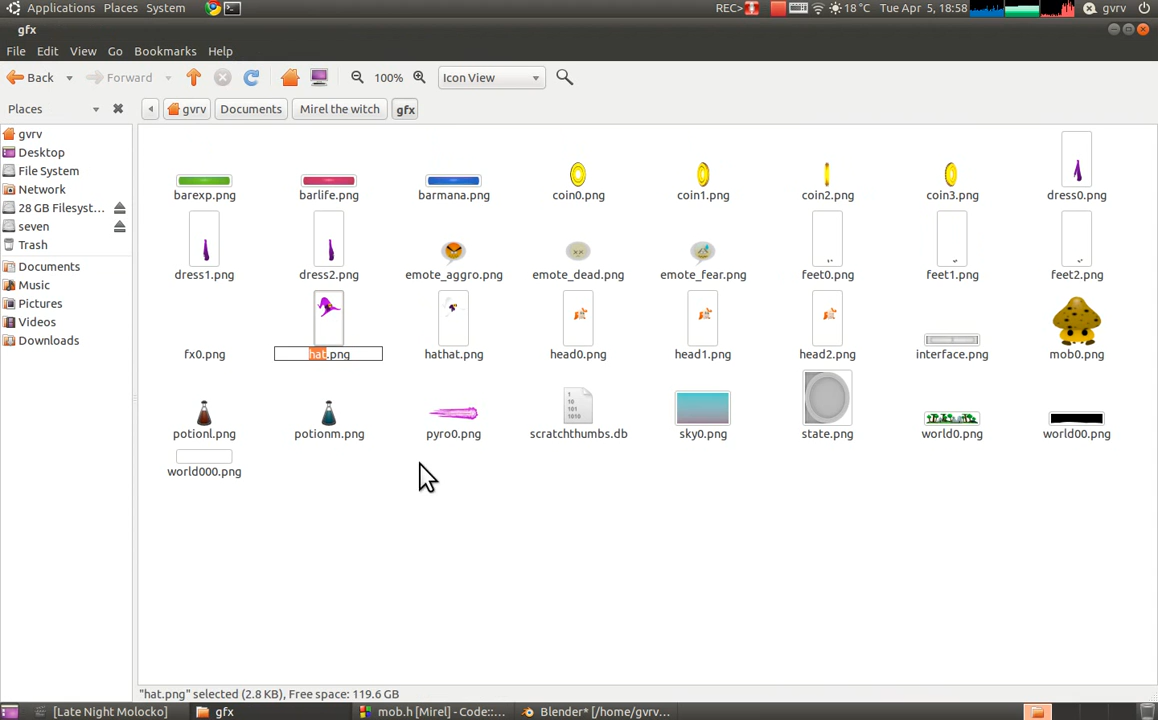 Applications Places System REC> 18 °C Tue Apr 5, 18:58 gvrv
gfx
File Edit View Go Bookmarks Help
Back Forward 100% Icon View
Places gvrv Documents Mirel the witch gfx
gvrv
Desktop
File System
Network
28 GB Filesyst...
seven
Trash
Documents
Music
Pictures
Videos
Downloads
barexp.png barlife.png barmana.png coin0.png coin1.png coin2.png coin3.png dress0.png
dress1.png dress2.png emote_aggro.png emote_dead.png emote_fear.png feet0.png feet1.png feet2.png
fx0.png hat.png hathat.png head0.png head1.png head2.png interface.png mob0.png
potionl.png potionm.png pyro0.png scratchthumbs.db sky0.png state.png world0.png world00.png
world000.png
"hat.png" selected (2.8 KB), Free space: 119.6 GB
[Late Night Molocko] gfx mob.h [Mirel] - Code::... Blender* [/home/gvrv...